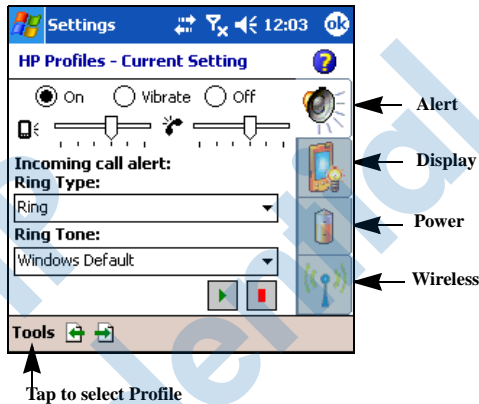 Settings 12:03 ok
HP Profiles - Current Setting ?
On Vibrate Off
Incoming call alert:
Ring Type:
Ring
Ring Tone:
Windows Default
Tools
Alert
Display
Power
Wireless
Tap to select Profile